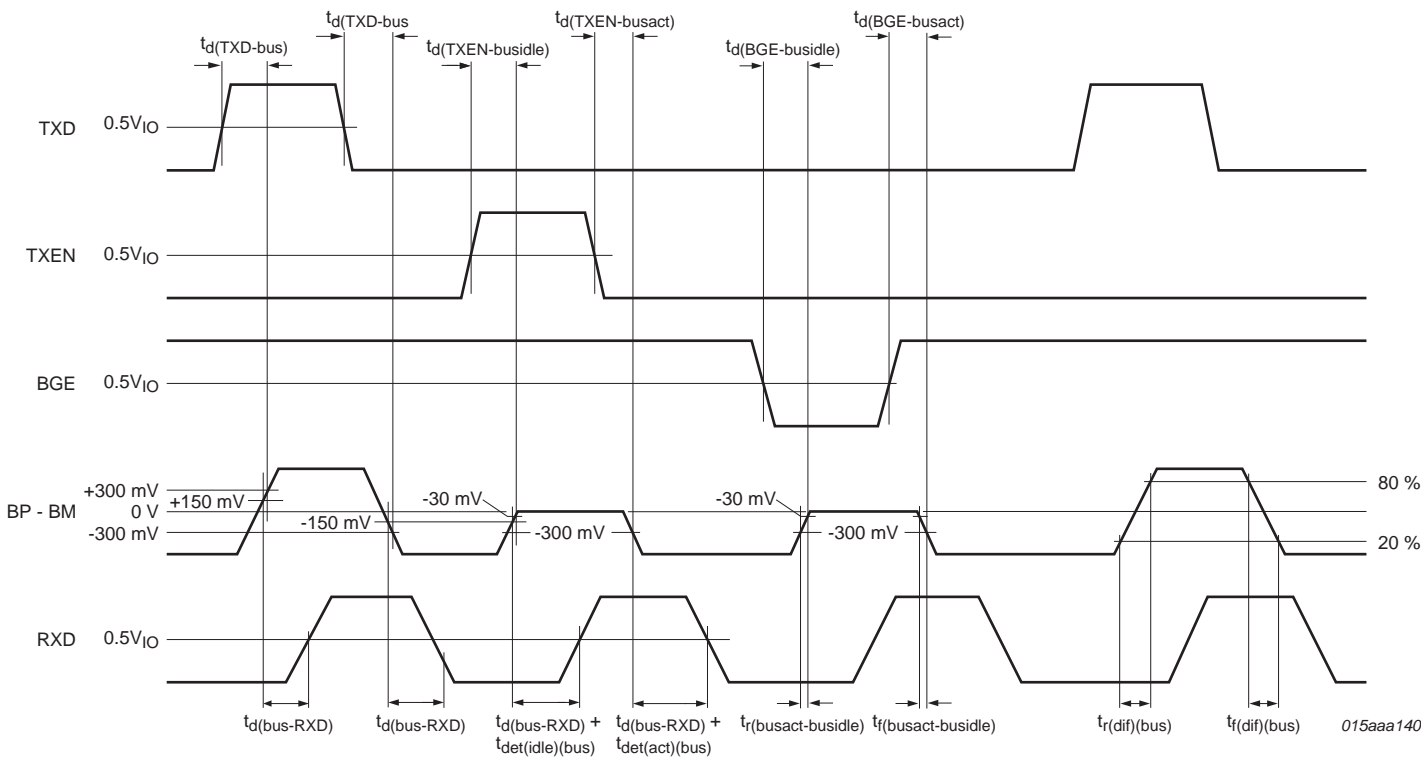 td(TXD-bus)
td(TXD-bus
td(TXEN-busidle)
td(TXEN-busact)
td(BGE-busidle)
td(BGE-busact)
TXD
0.5VIO
TXEN
0.5VIO
BGE
0.5VIO
BP - BM
+300 mV
+150 mV
0 V
-300 mV
-150 mV
-30 mV
-300 mV
-30 mV
-300 mV
80 %
20 %
RXD
0.5VIO
td(bus-RXD)
td(bus-RXD)
td(bus-RXD) +
tdet(idle)(bus)
td(bus-RXD) +
tdet(act)(bus)
tr(busact-busidle)
tf(busact-busidle)
tr(dif)(bus)
tf(dif)(bus)
015aaa140